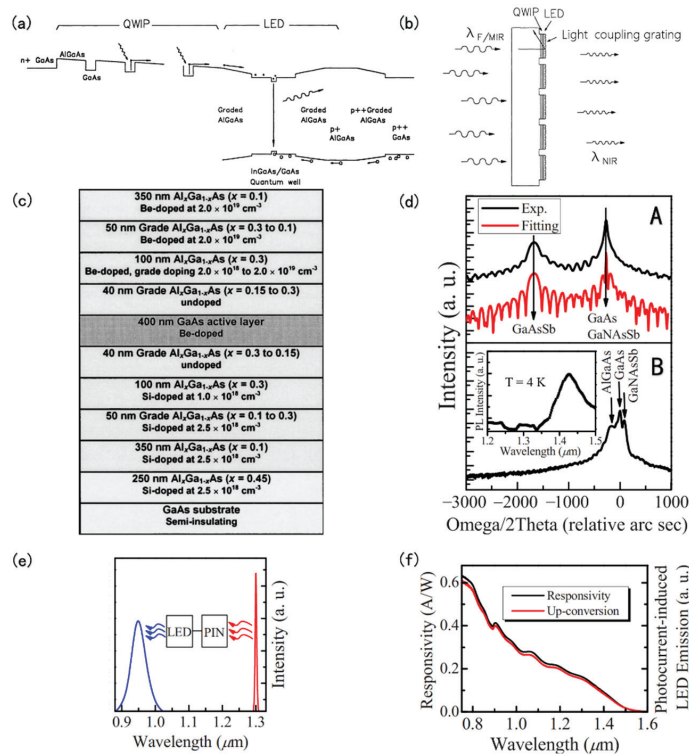 (a)
QWIP
LED
n+ GaAs
AlGaAs
GaAs
Graded
AlGaAs
Graded
AlGaAs
p+
AlGaAs
p++Graded
AlGaAs
p++
GaAs
InGaAs/GaAs
Quantum well
(b)
QWIP
LED
Light coupling grating
λF/MIR
λNIR
(c)
350 nm AlxGa1-xAs (x = 0.1)
Be-doped at 2.0 × 10¹⁹ cm⁻³
50 nm Grade AlxGa1-xAs (x = 0.3 to 0.1)
Be-doped at 2.0 × 10¹⁹ cm⁻³
100 nm AlxGa1-xAs (x = 0.3)
Be-doped, grade doping 2.0 × 10¹⁸ to 2.0 × 10¹⁹ cm⁻³
40 nm Grade AlxGa1-xAs (x = 0.15 to 0.3)
undoped
400 nm GaAs active layer
Be-doped
40 nm Grade AlxGa1-xAs (x = 0.3 to 0.15)
undoped
100 nm AlxGa1-xAs (x = 0.3)
Si-doped at 1.0 × 10¹⁸ cm⁻³
50 nm Grade AlxGa1-xAs (x = 0.1 to 0.3)
Si-doped at 2.5 × 10¹⁸ cm⁻³
350 nm AlxGa1-xAs (x = 0.1)
Si-doped at 2.5 × 10¹⁸ cm⁻³
250 nm AlxGa1-xAs (x = 0.45)
Si-doped at 2.5 × 10¹⁸ cm⁻³
GaAs substrate
Semi-insulating
(d)
Exp.
Fitting
A
GaAsSb
GaAs
GaNAsSb
B
AlGaAs
GaAs
GaNAsSb
T = 4 K
PL Intensity (a. u.)
1.2 1.3 1.4 1.5
Wavelength (μm)
Intensity (a. u.)
-3000 -2000 -1000 0 1000
Omega/2Theta (relative arc sec)
(e)
LED
PIN
Intensity (a. u.)
0.9 1.0 1.1 1.2 1.3
Wavelength (μm)
(f)
Responsivity
Up-conversion
Responsivity (A/W)
0.6
0.4
0.2
0.0
Photocurrent-induced
LED Emission (a. u.)
0.8 1.0 1.2 1.4 1.6
Wavelength (μm)